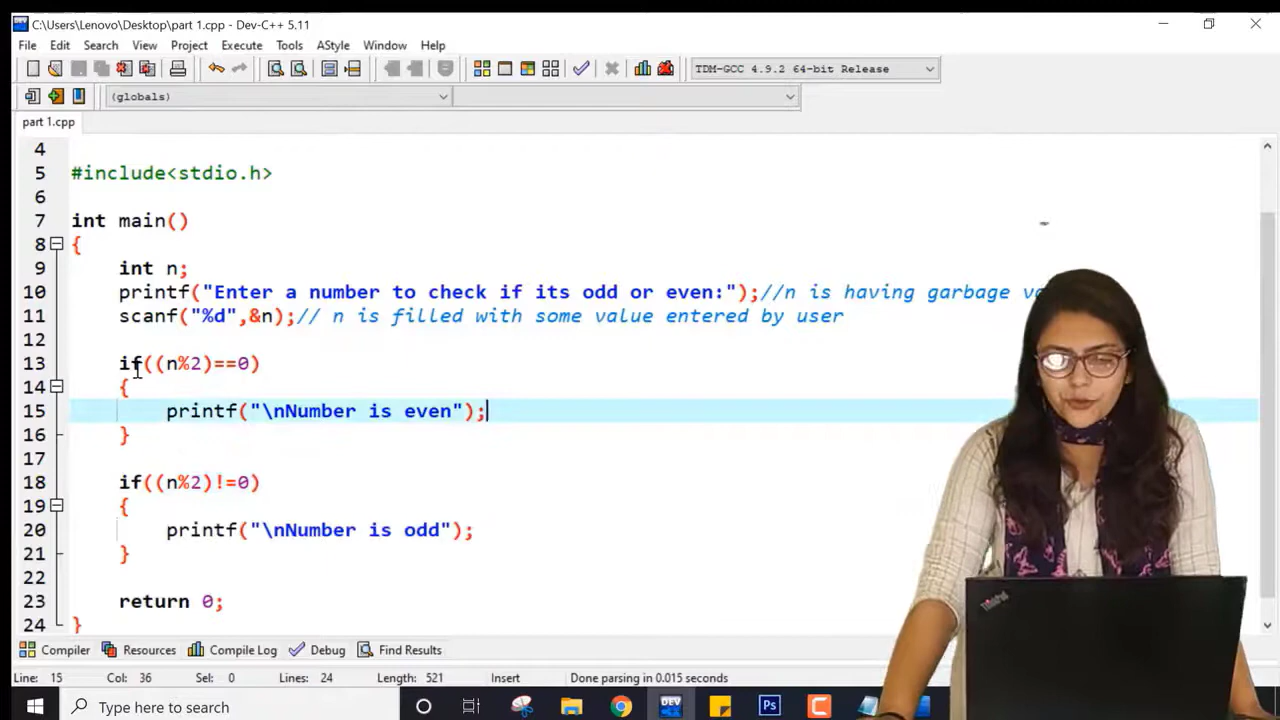 C:\Users\Lenovo\Desktop\part 1.cpp - Dev-C++ 5.11
File Edit Search View Project Execute Tools AStyle Window Help
TDM-GCC 4.9.2 64-bit Release
(globals)
part 1.cpp
4
5 #include<stdio.h>
6
7 int main()
8 {
9 int n;
10 printf("Enter a number to check if its odd or even:");//n is having garbage
11 scanf("%d",&n);// n is filled with some value entered by user
12
13 if((n%2)==0)
14 {
15 printf("\nNumber is even");
16 }
17
18 if((n%2)!=0)
19 {
20 printf("\nNumber is odd");
21 }
22
23 return 0;
24 }
Compiler Resources Compile Log Debug Find Results
Line: 15 Col: 36 Sel: 0 Lines: 24 Length: 521 Insert Done parsing in 0.015 seconds
Type here to search DEV Ps
ThinkPad